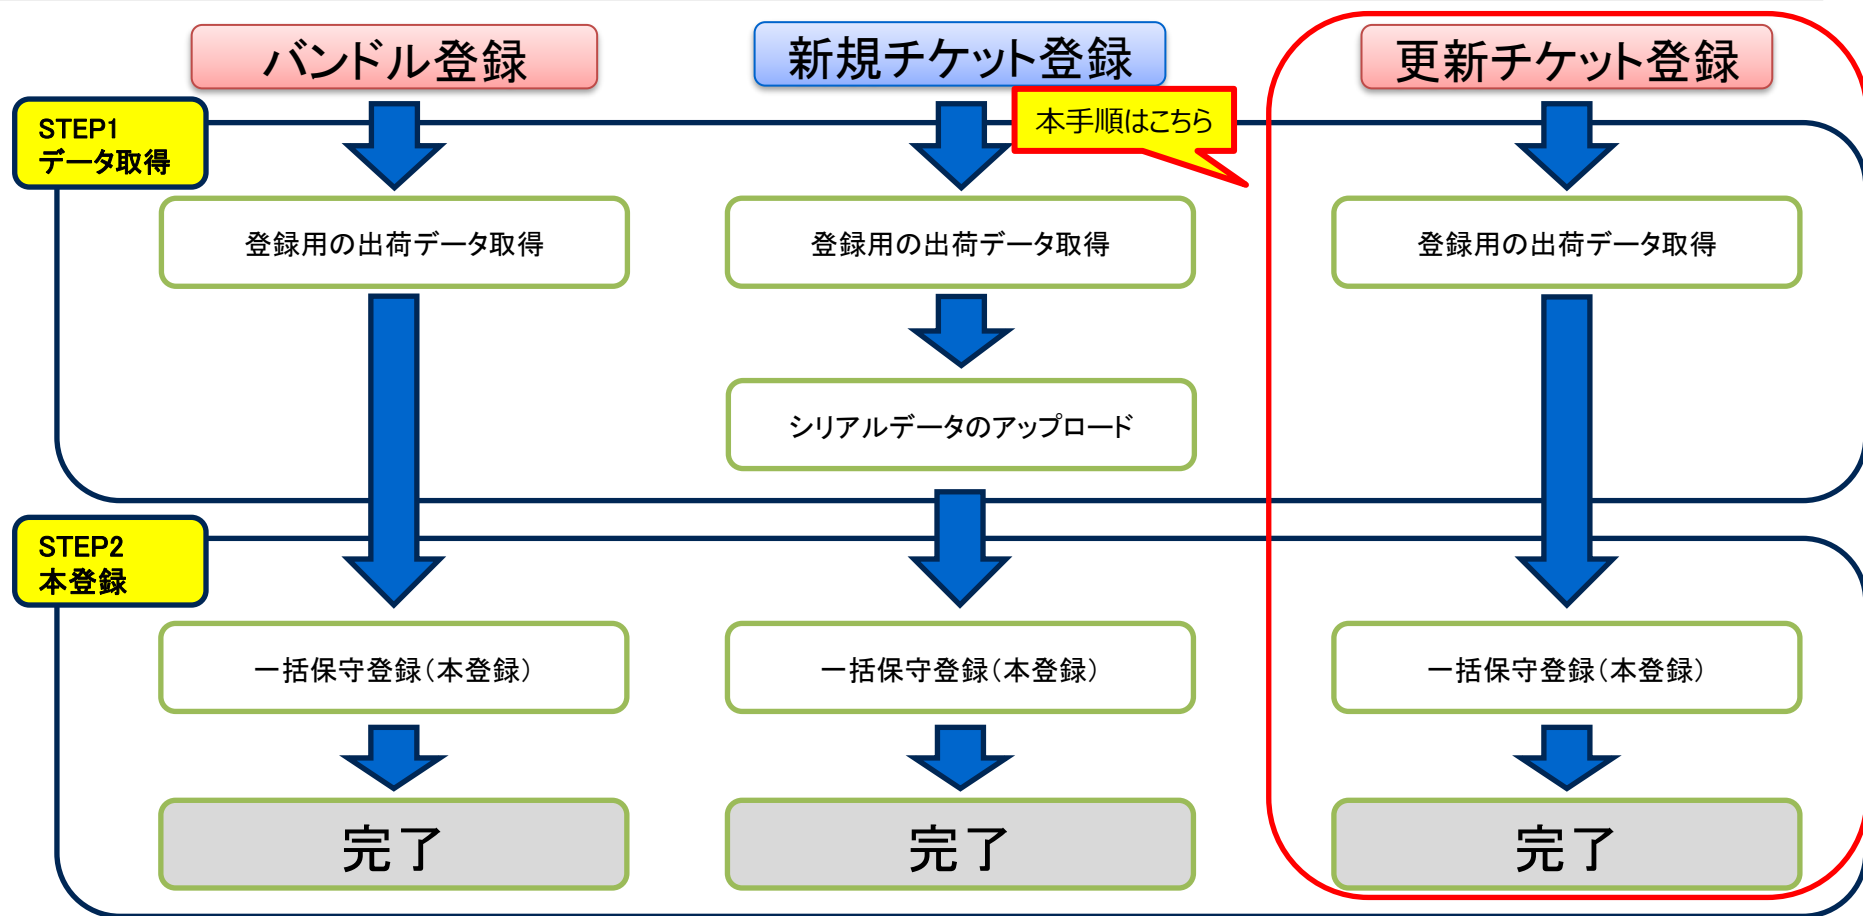 バンドル登録
新規チケット登録
更新チケット登録
本手順はこちら
STEP1
データ取得
登録用の出荷データ取得
登録用の出荷データ取得
登録用の出荷データ取得
シリアルデータのアップロード
STEP2
本登録
一括保守登録（本登録）
一括保守登録（本登録）
一括保守登録（本登録）
完了
完了
完了